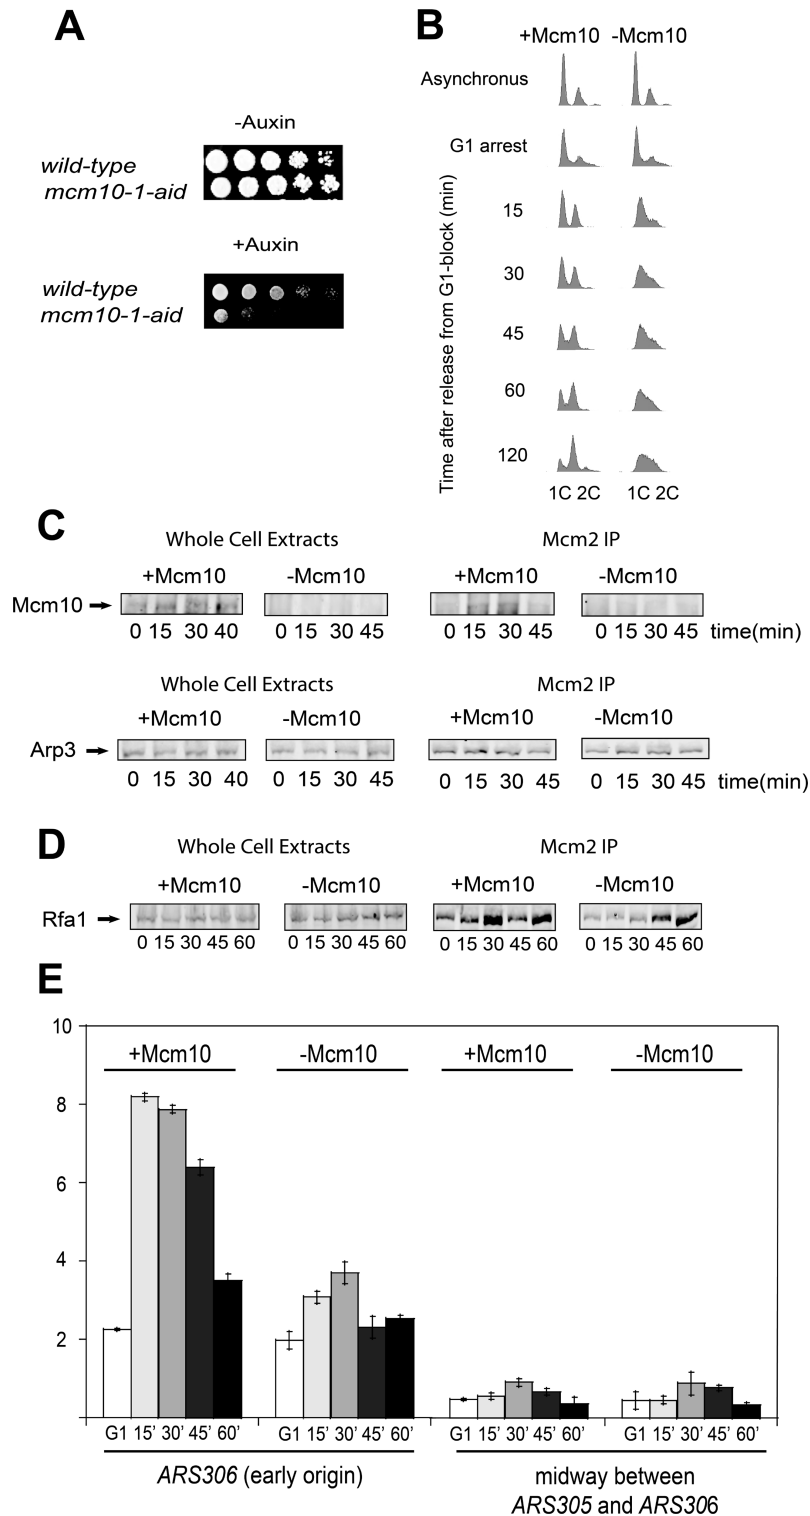 A
-Auxin
wild-type
mcm10-1-aid
+Auxin
wild-type
mcm10-1-aid
B
+Mcm10 -Mcm10
Asynchronus
G1 arrest
15
30
45
60
120
Time after release from G1-block (min)
1C 2C 1C 2C
C
Whole Cell Extracts Mcm2 IP
+Mcm10 -Mcm10 +Mcm10 -Mcm10
Mcm10
0 15 30 40 0 15 30 45 0 15 30 45 0 15 30 45 time(min)
Whole Cell Extracts Mcm2 IP
+Mcm10 -Mcm10 +Mcm10 -Mcm10
Arp3
0 15 30 40 0 15 30 45 0 15 30 45 0 15 30 45 time(min)
D
Whole Cell Extracts Mcm2 IP
+Mcm10 -Mcm10 +Mcm10 -Mcm10
Rfa1
0 15 30 45 60 0 15 30 45 60 0 15 30 45 60 0 15 30 45 60
E
10
8
6
4
2
+Mcm10 -Mcm10 +Mcm10 -Mcm10
G1 15' 30' 45' 60' G1 15' 30' 45' 60' G1 15' 30' 45' 60' G1 15' 30' 45' 60'
ARS306 (early origin)
midway between
ARS305 and ARS306